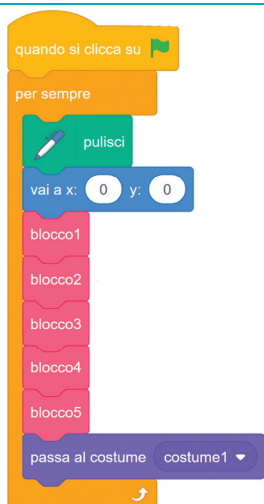 quando si clicca su
per sempre
pulisci
vai a x: 0 y: 0
blocco1
blocco2
blocco3
blocco4
blocco5
passa al costume costume1